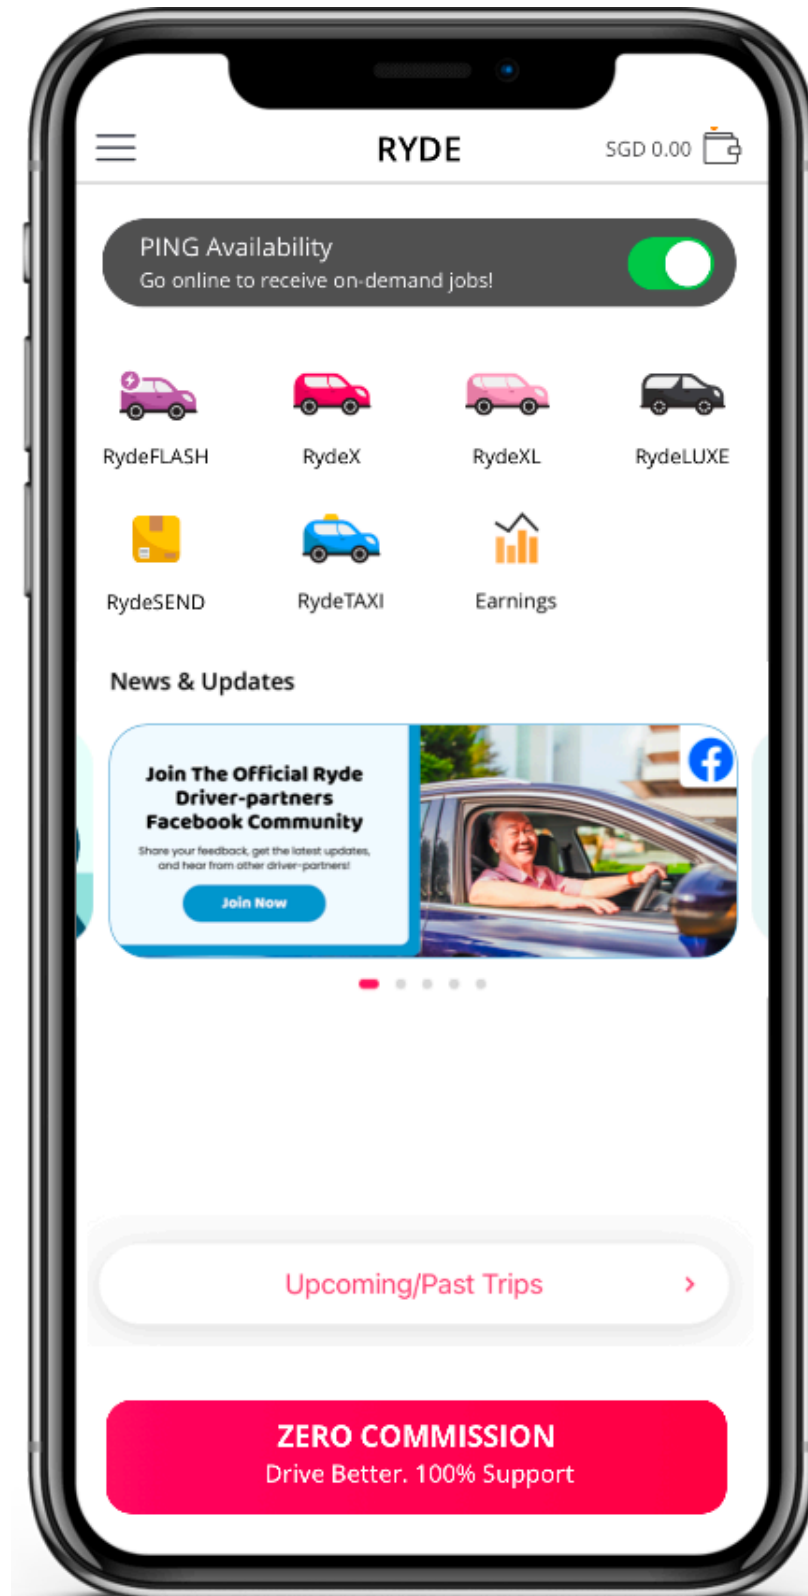 RYDE
SGD 0.00
PING Availability
Go online to receive on-demand jobs!
RydeFLASH
RydeX
RydeXL
RydeLUXE
RydeSEND
RydeTAXI
Earnings
News & Updates
Join The Official Ryde
Driver-partners
Facebook Community
Share your feedback, get the latest updates,
and hear from other driver-partners!
Join Now
Upcoming/Past Trips
ZERO COMMISSION
Drive Better. 100% Support